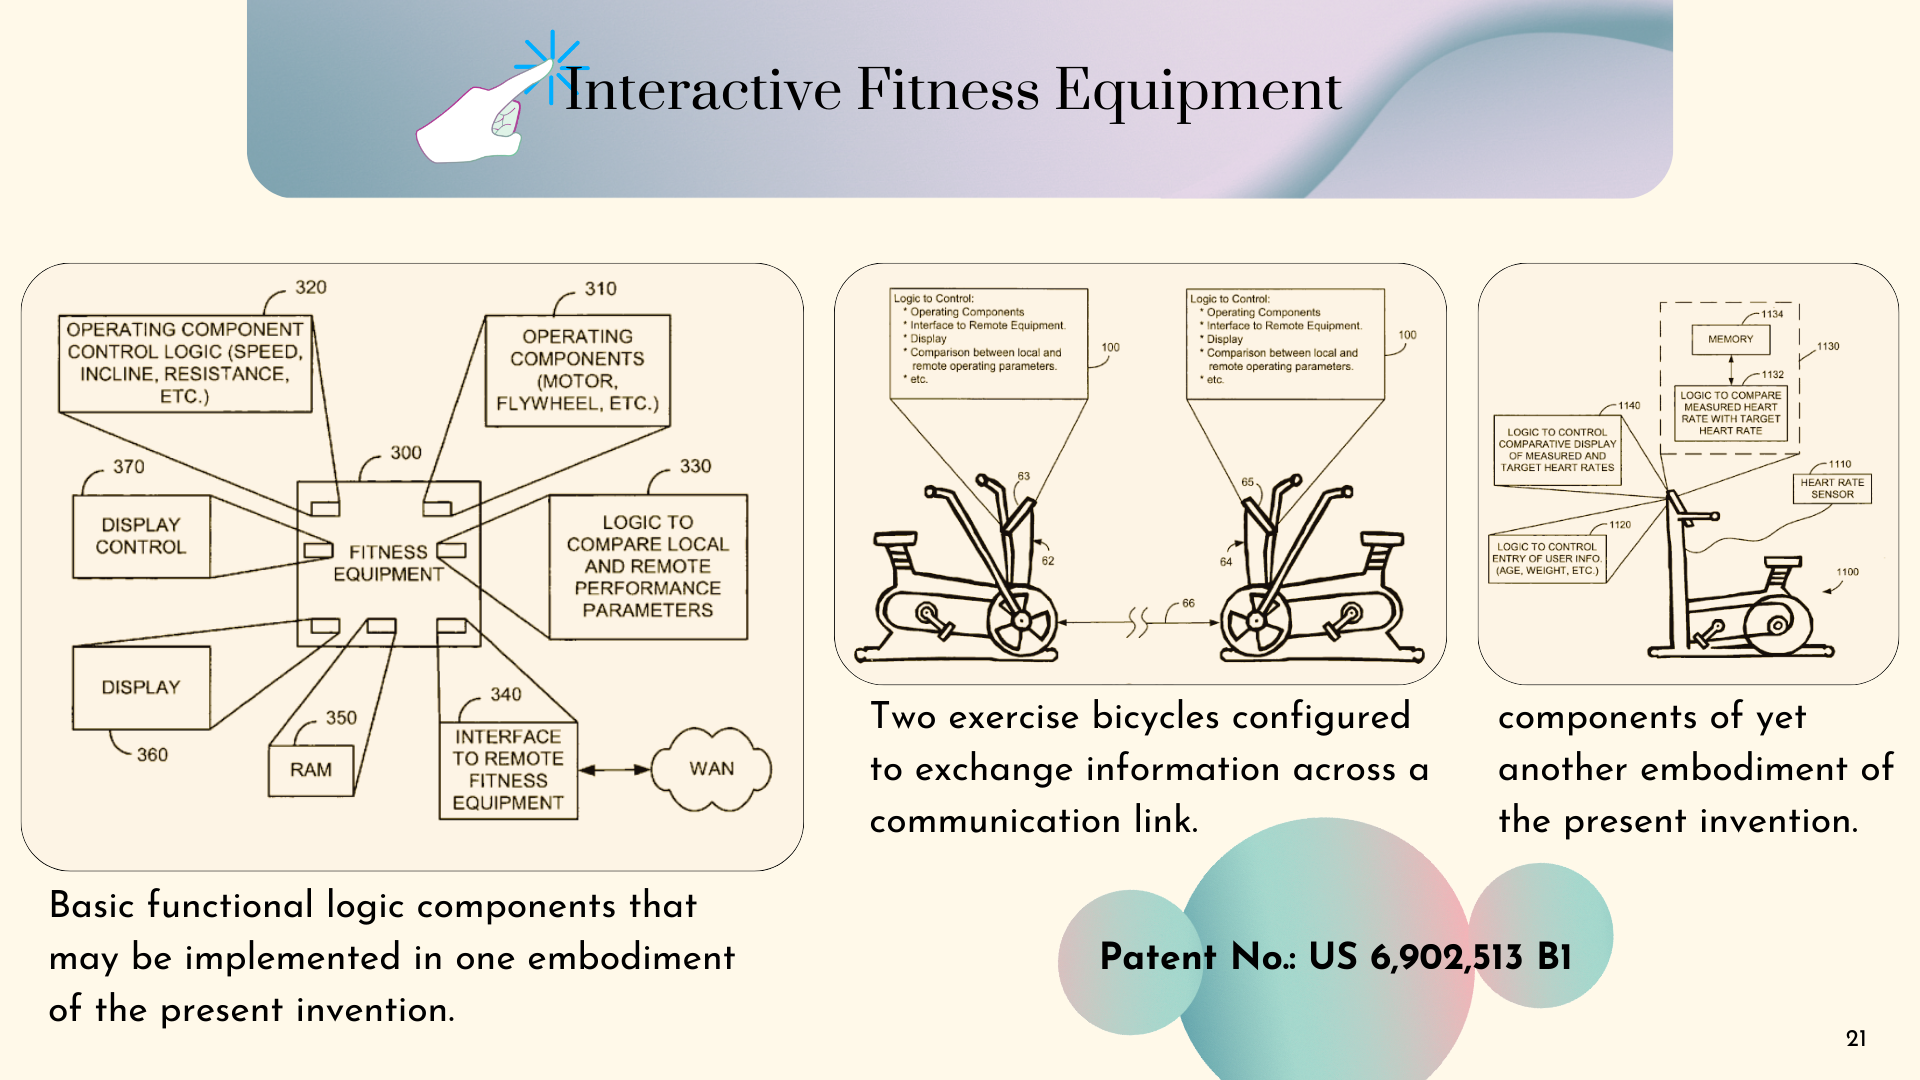 Interactive Fitness Equipment
320
OPERATING COMPONENT
CONTROL LOGIC (SPEED,
INCLINE, RESISTANCE,
ETC.)
310
OPERATING
COMPONENTS
(MOTOR,
FLYWHEEL, ETC.)
300
FITNESS
EQUIPMENT
370
DISPLAY
CONTROL
330
LOGIC TO
COMPARE LOCAL
AND REMOTE
PERFORMANCE
PARAMETERS
DISPLAY
360
350
RAM
340
INTERFACE
TO REMOTE
FITNESS
EQUIPMENT
WAN
Basic functional logic components that
may be implemented in one embodiment
of the present invention.
Logic to Control:
* Operating Components
* Interface to Remote Equipment.
* Display
* Comparison between local and
remote operating parameters.
* etc.
100
Logic to Control:
* Operating Components
* Interface to Remote Equipment.
* Display
* Comparison between local and
remote operating parameters.
* etc.
100
63
62
65
64
66
Two exercise bicycles configured
to exchange information across a
communication link.
1134
MEMORY
1130
1132
LOGIC TO COMPARE
MEASURED HEART
RATE WITH TARGET
HEART RATE
1140
LOGIC TO CONTROL
COMPARATIVE DISPLAY
OF MEASURED AND
TARGET HEART RATES
1110
HEART RATE
SENSOR
1120
LOGIC TO CONTROL
ENTRY OF USER INFO.
(AGE, WEIGHT, ETC.)
1100
components of yet
another embodiment of
the present invention.
Patent No.: US 6,902,513 B1
21